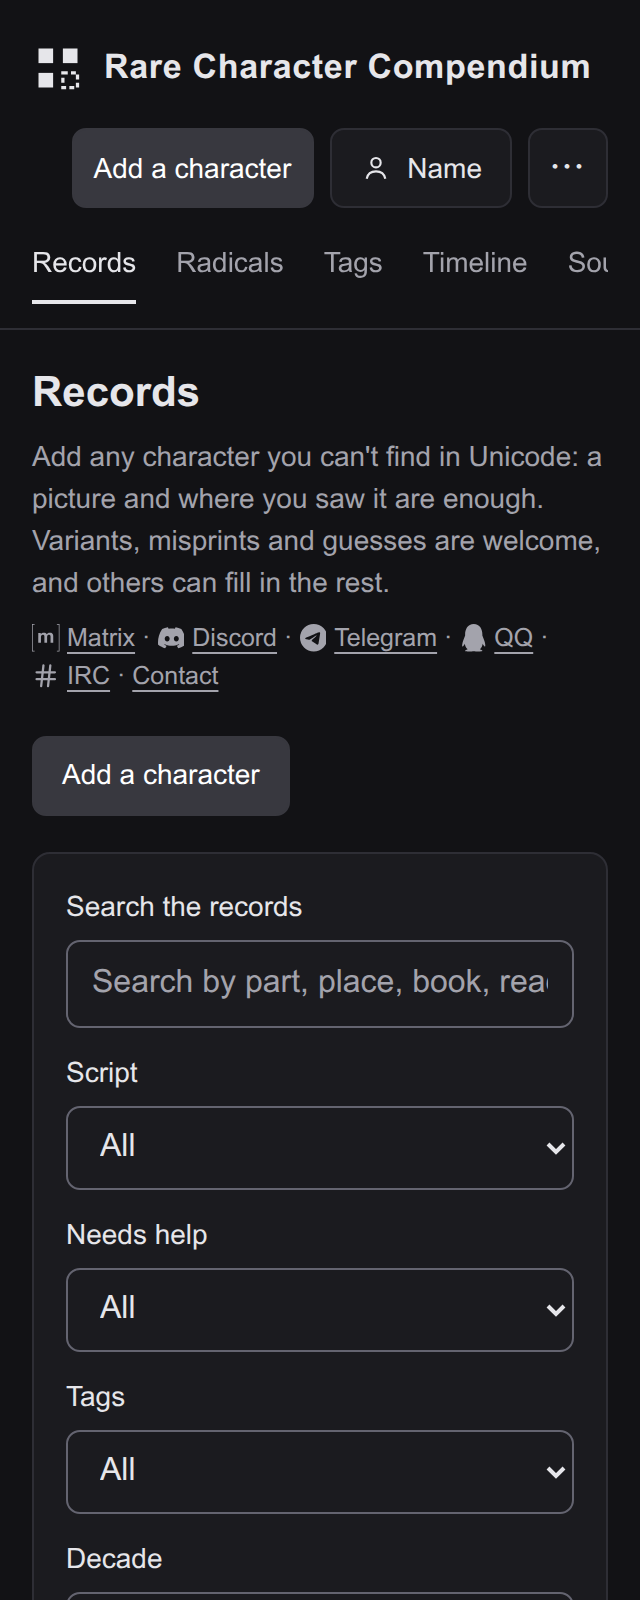 Rare Character Compendium
Add a character
Name
...
Records Radicals Tags Timeline Sou
Records
Add any character you can't find in Unicode: a
picture and where you saw it are enough.
Variants, misprints and guesses are welcome,
and others can fill in the rest.
[m] Matrix · Discord · Telegram · QQ ·
# IRC · Contact
Add a character
Search the records
Search by part, place, book, rea
Script
All
Needs help
All
Tags
All
Decade